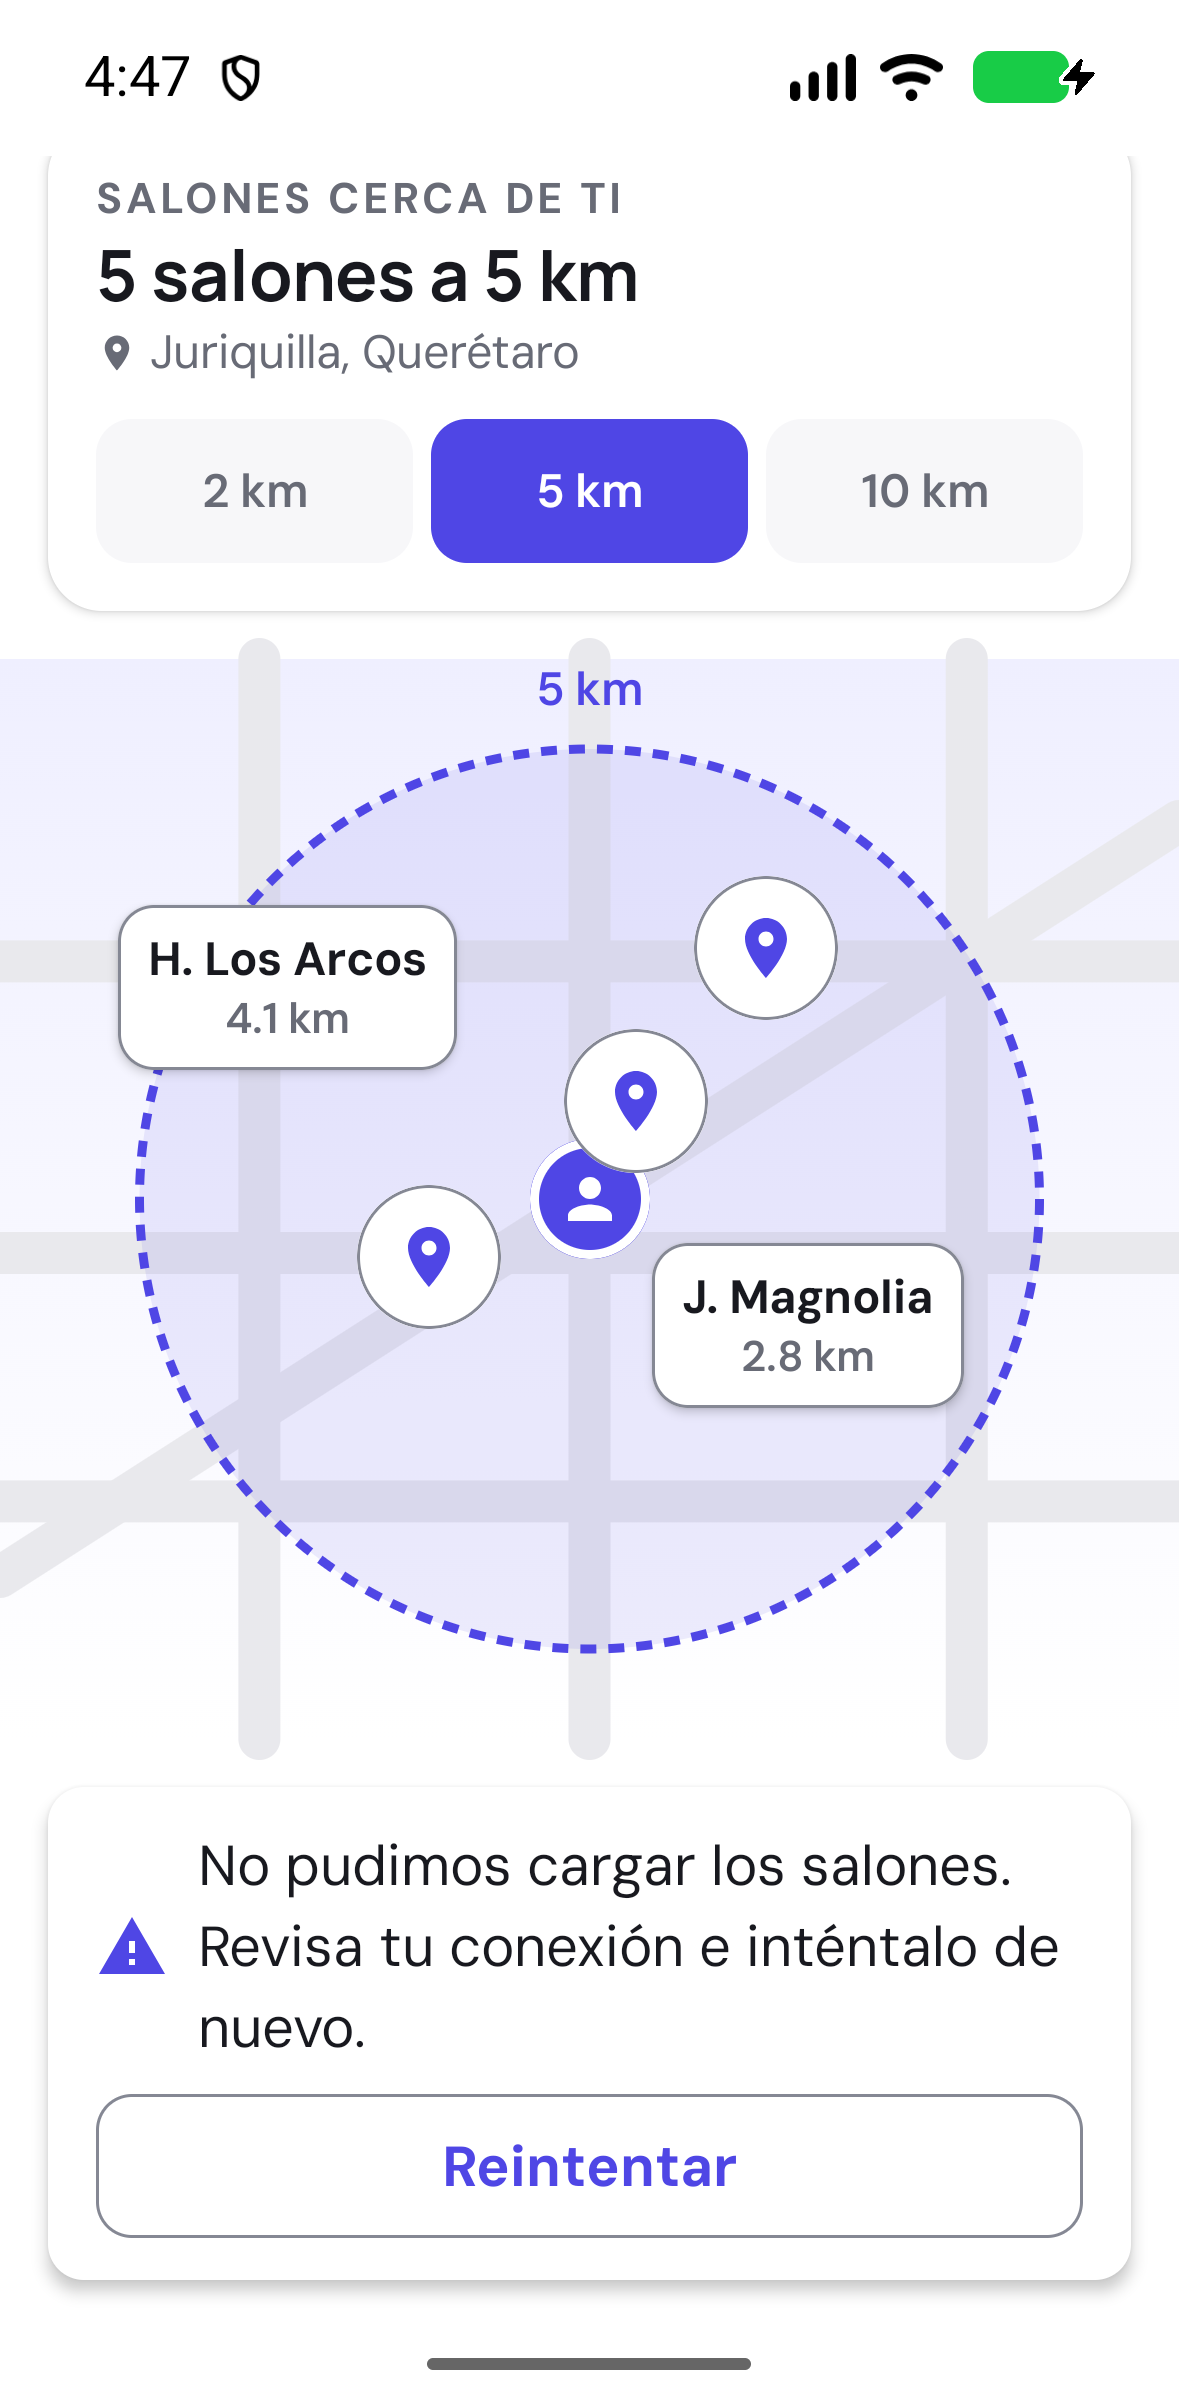 4:47
SALONES CERCA DE TI
5 salones a 5 km
Juriquilla, Querétaro
2 km
5 km
10 km
5 km
H. Los Arcos
4.1 km
J. Magnolia
2.8 km
No pudimos cargar los salones.
Revisa tu conexión e inténtalo de
nuevo.
Reintentar